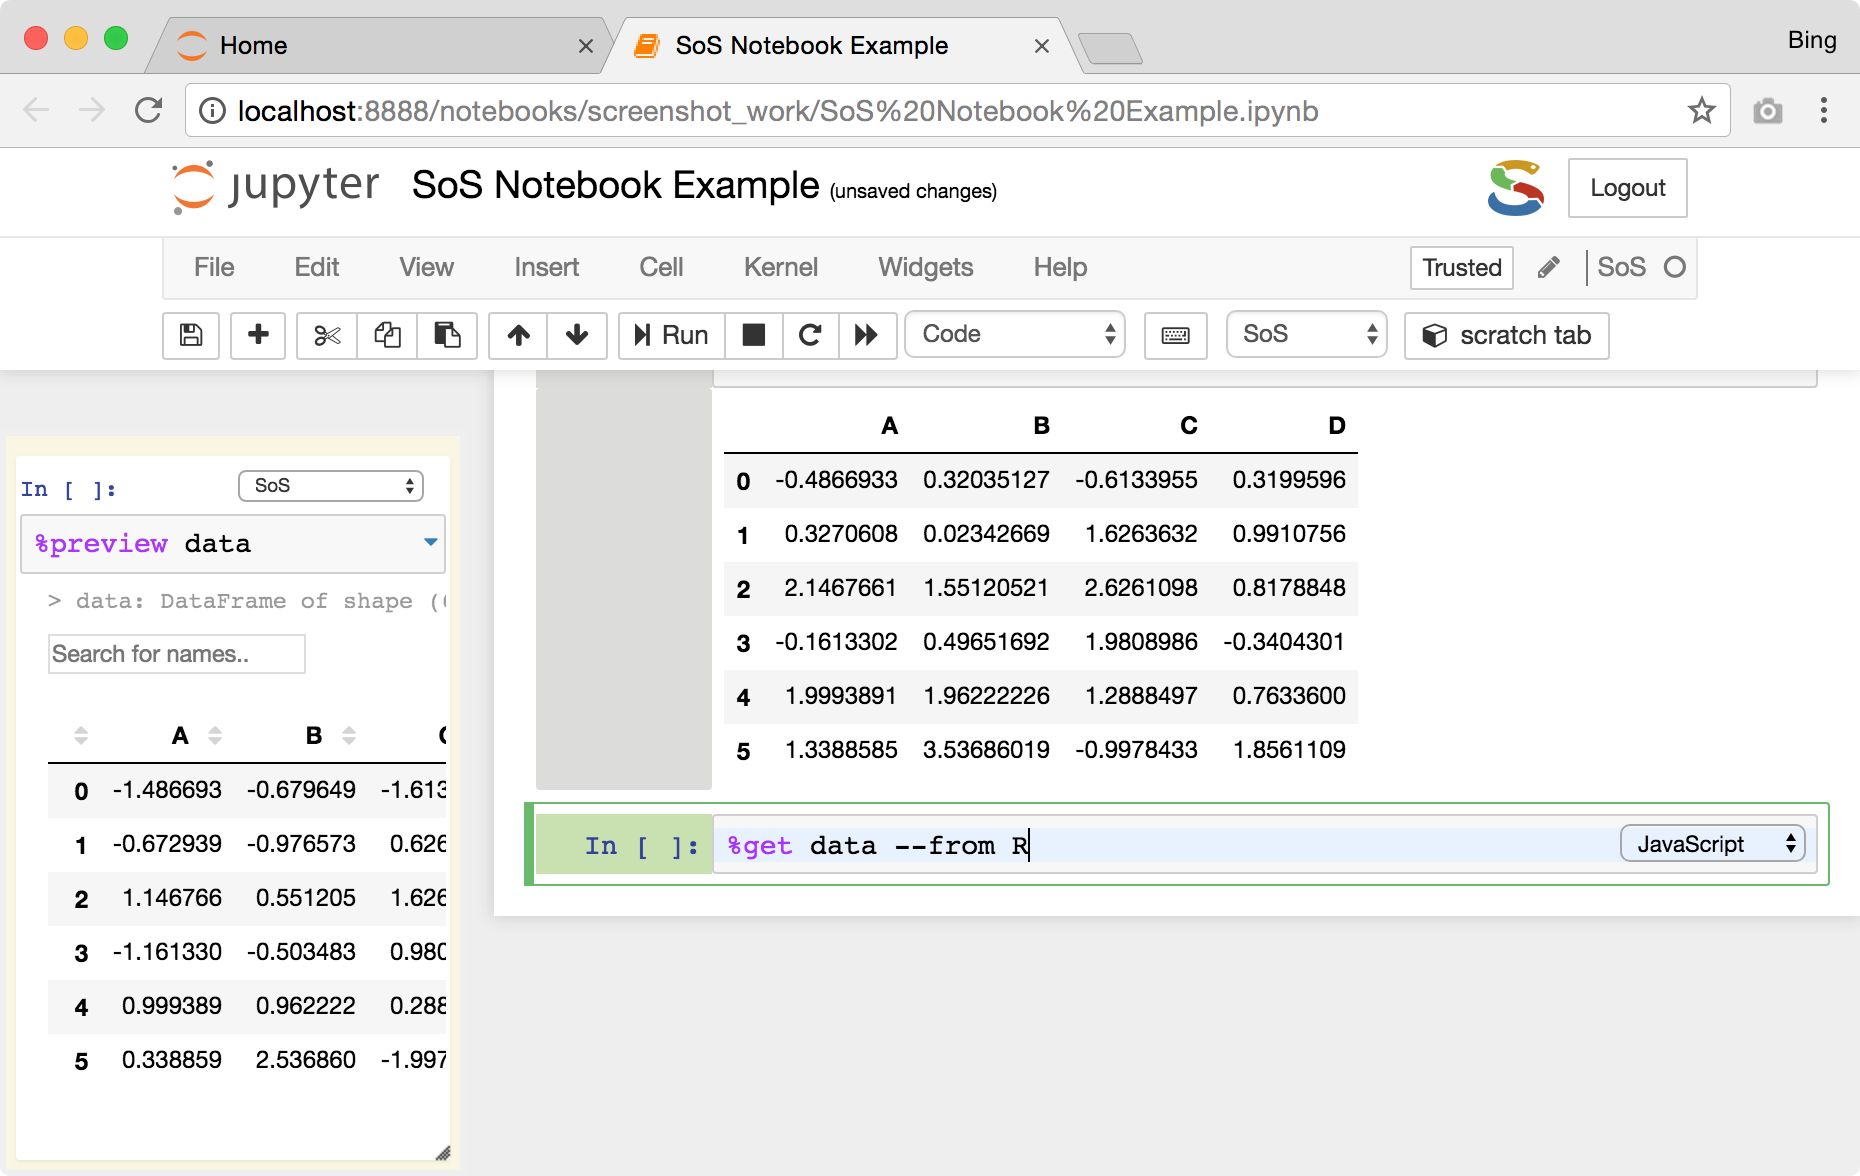 Home
SoS Notebook Example
Bing
localhost:8888/notebooks/screenshot_work/SoS%20Notebook%20Example.ipynb
jupyter SoS Notebook Example (unsaved changes)
Logout
File Edit View Insert Cell Kernel Widgets Help
Trusted
SoS
Run
Code
SoS
scratch tab
In [ ]:
SoS
%preview data
> data: DataFrame of shape (
Search for names..
A B
0 -1.486693 -0.679649 -1.613
1 -0.672939 -0.976573 0.626
2 1.146766 0.551205 1.626
3 -1.161330 -0.503483 0.980
4 0.999389 0.962222 0.288
5 0.338859 2.536860 -1.997
A B C D
0 -0.4866933 0.32035127 -0.6133955 0.3199596
1 0.3270608 0.02342669 1.6263632 0.9910756
2 2.1467661 1.55120521 2.6261098 0.8178848
3 -0.1613302 0.49651692 1.9808986 -0.3404301
4 1.9993891 1.96222226 1.2888497 0.7633600
5 1.3388585 3.53686019 -0.9978433 1.8561109
In [ ]:
%get data --from R
JavaScript